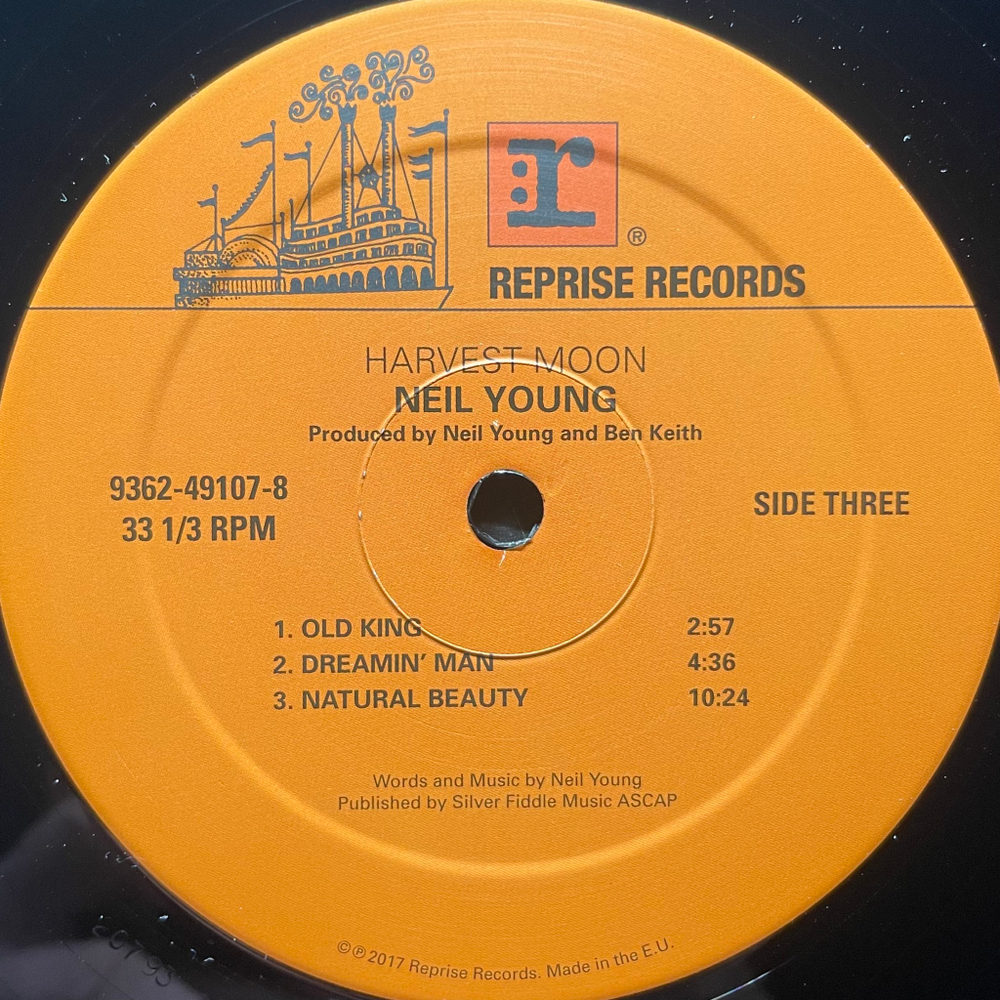 r
®
REPRISE RECORDS
HARVEST MOON
NEIL YOUNG
Produced by Neil Young and Ben Keith
9362-49107-8
33 1/3 RPM
SIDE THREE
1. OLD KING 2:57
2. DREAMIN' MAN 4:36
3. NATURAL BEAUTY 10:24
Words and Music by Neil Young
Published by Silver Fiddle Music ASCAP
©℗2017 Reprise Records. Made in the E.U.